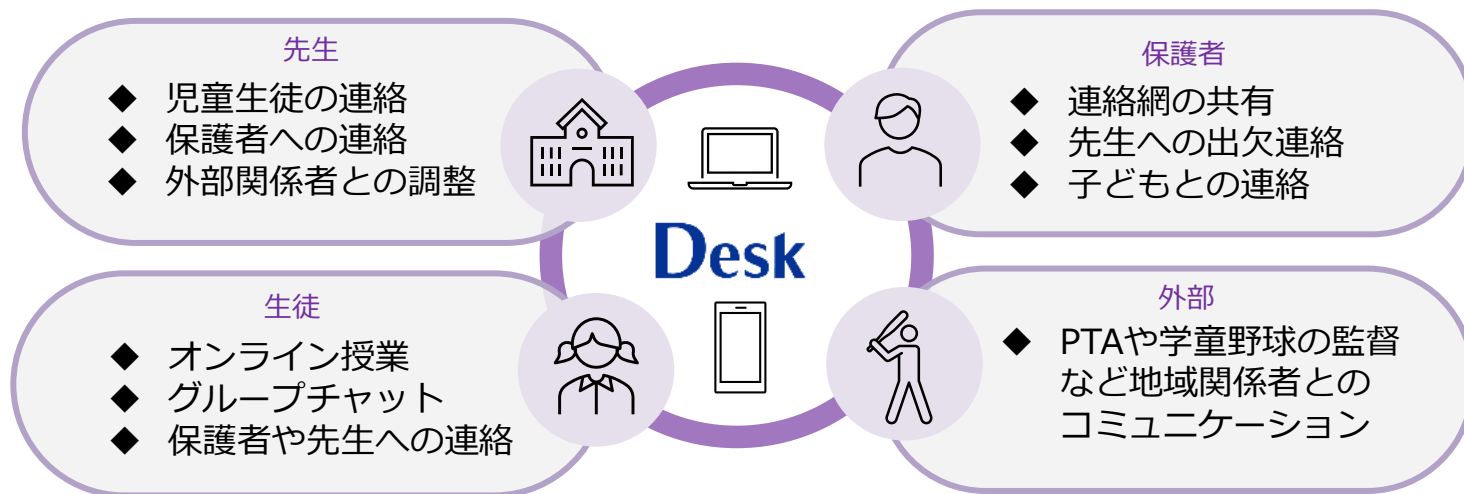 先生
◆ 児童生徒の連絡
◆ 保護者への連絡
◆ 外部関係者との調整
保護者
◆ 連絡網の共有
◆ 先生への出欠連絡
◆ 子どもとの連絡
Desk
生徒
◆ オンライン授業
◆ グループチャット
◆ 保護者や先生への連絡
外部
◆ PTAや学童野球の監督
など地域関係者との
コミュニケーション